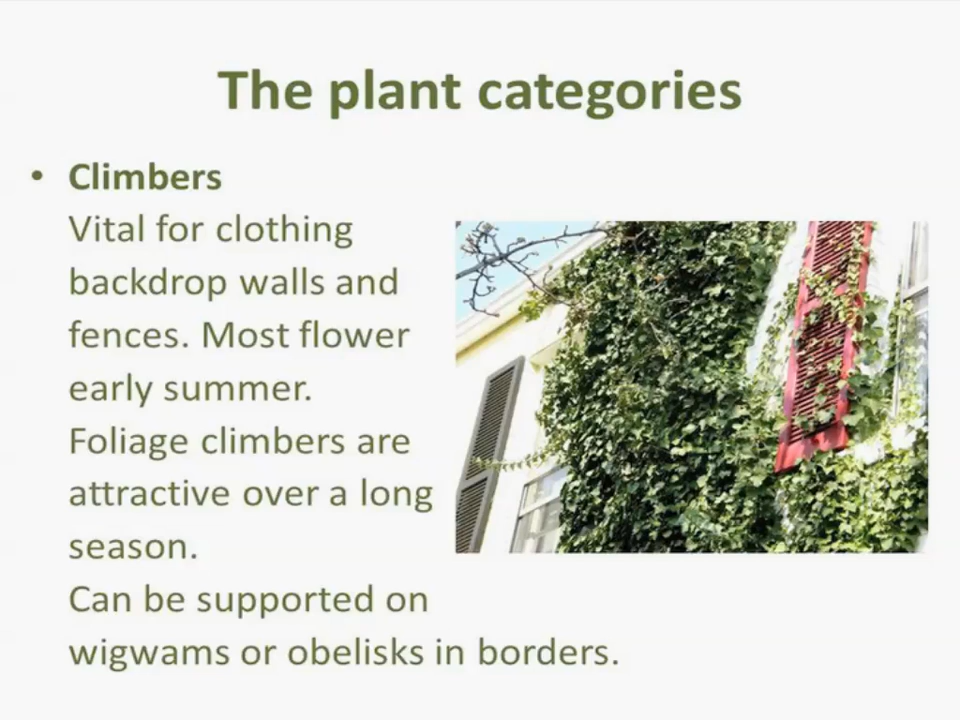 The plant categories
• Climbers
Vital for clothing
backdrop walls and
fences. Most flower
early summer.
Foliage climbers are
attractive over a long
season.
Can be supported on
wigwams or obelisks in borders.